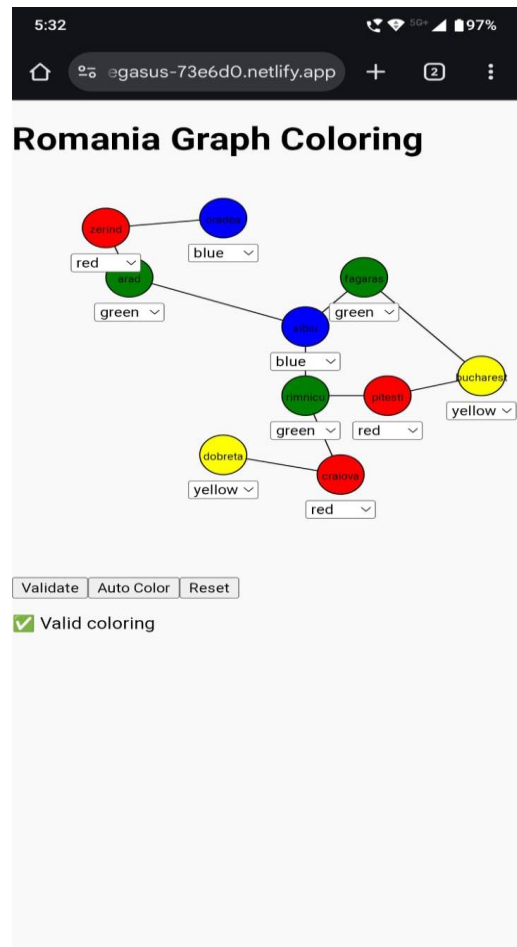 5:32 5G+ 97%
egasus-73e6d0.netlify.app 2
Romania Graph Coloring
zerind
oradea
blue
red
arad
fagaras
green
green
sibiu
blue
bucharest
rimnicu
pitesti
yellow
green
red
dobreta
craiova
yellow
red
Validate Auto Color Reset
✅ Valid coloring